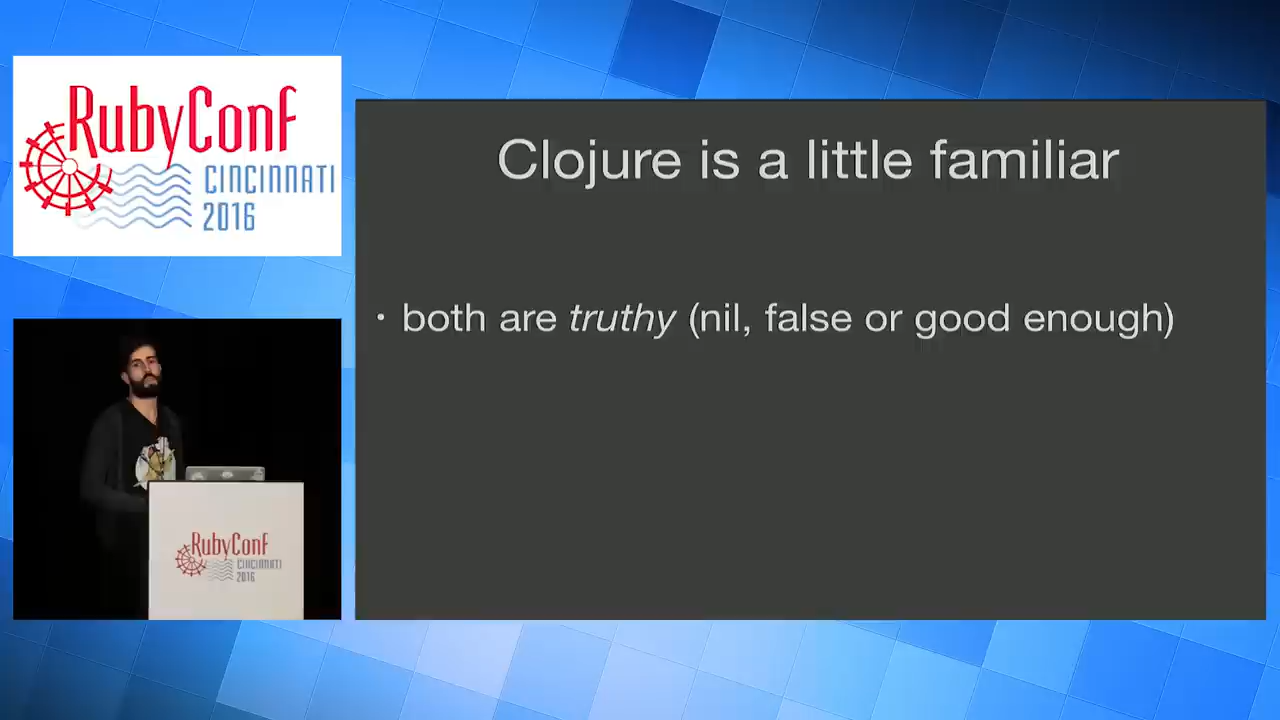 RubyConf
CINCINNATI
2016
Clojure is a little familiar
• both are truthy (nil, false or good enough)
RubyConf
CINCINNATI
2016